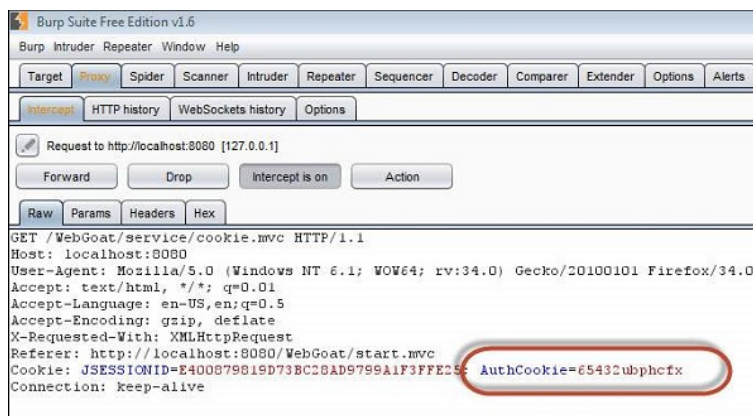 Burp Suite Free Edition v1.6
Burp Intruder Repeater Window Help
Target Proxy Spider Scanner Intruder Repeater Sequencer Decoder Comparer Extender Options Alerts
Intercept HTTP history WebSockets history Options
Request to http://localhost:8080 [127.0.0.1]
Forward Drop Intercept is on Action
Raw Params Headers Hex
GET /WebGoat/service/cookie.mvc HTTP/1.1
Host: localhost:8080
User-Agent: Mozilla/5.0 (Windows NT 6.1; WOW64; rv:34.0) Gecko/20100101 Firefox/34.0
Accept: text/html, */*; q=0.01
Accept-Language: en-US,en;q=0.5
Accept-Encoding: gzip, deflate
X-Requested-With: XMLHttpRequest
Referer: http://localhost:8080/WebGoat/start.mvc
Cookie: JSESSIONID=E400879819D73BC28AD9799A1F3FFE25; AuthCookie=65432ubphcfx
Connection: keep-alive